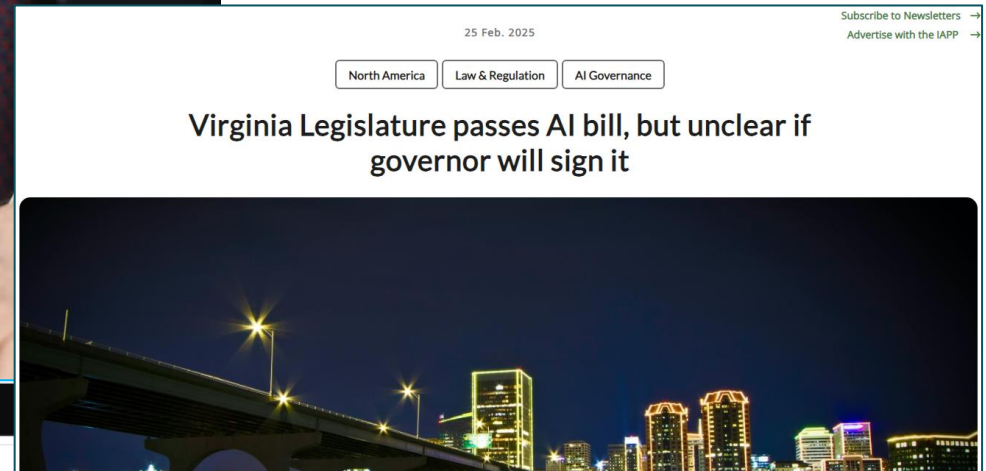 Subscribe to Newsletters →
25 Feb. 2025
Advertise with the IAPP →
North America Law & Regulation AI Governance
Virginia Legislature passes AI bill, but unclear if
governor will sign it